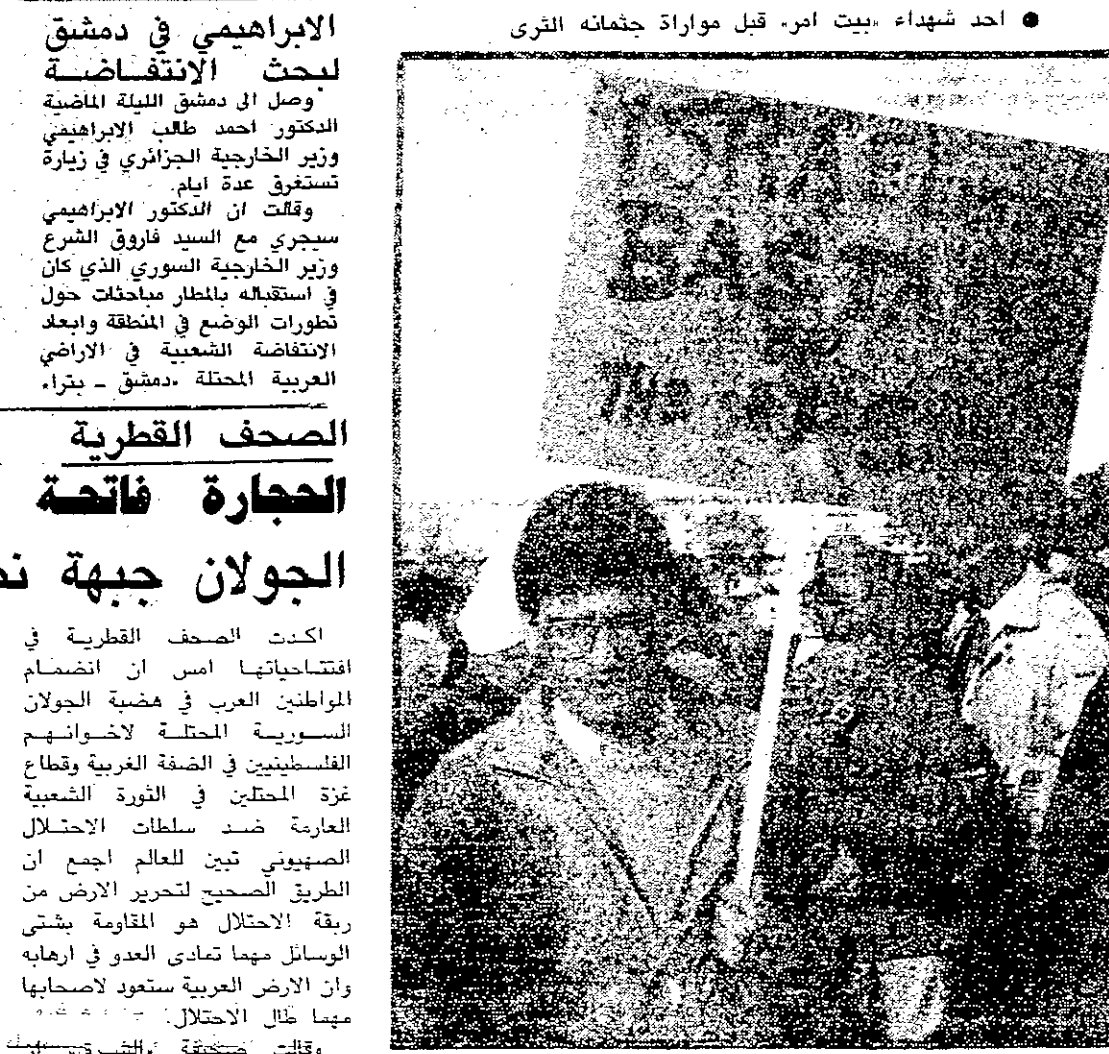 ● احد شهداء «بيت امر» قبل مواراة جثمانه الثرى
الابراهيمي في دمشق
لبحث الانتفاضة
وصل الى دمشق الليلة الماضية
الدكتور احمد طالب الابراهيمي
وزير الخارجية الجزائري في زيارة
تستغرق عدة ايام.
وقالت ان الدكتور الابراهيمي
سيجري مع السيد فاروق الشرع
وزير الخارجية السوري الذي كان
في استقباله بالمطار مباحثات حول
تطورات الوضع في المنطقة وابعاد
الانتفاضة الشعبية في الاراضي
العربية المحتلة «دمشق - بترا»
الصحف القطرية
الحجارة فاتحة
الجولان جبهة
اكدت الصحف القطرية في
افتتاحياتها امس ان انضمام
المواطنين العرب في هضبة الجولان
السورية المحتلة لاخوانهم
الفلسطينيين في الضفة الغربية وقطاع
غزة المحتلين في الثورة الشعبية
العارمة ضد سلطات الاحتلال
الصهيوني تبين للعالم اجمع ان
الطريق الصحيح لتحرير الارض من
ربقة الاحتلال هو المقاومة بشتى
الوسائل مهما تمادى العدو في ارهابه
وان الارض العربية ستعود لاصحابها
مهما طال الاحتلال.
وقالت صحيفة